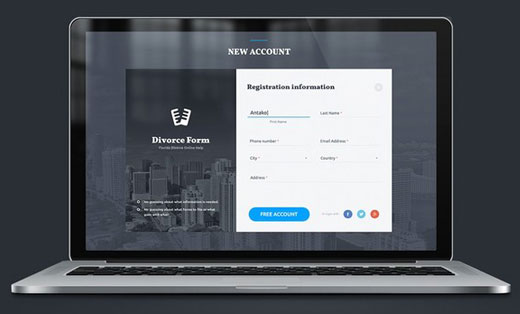 NEW ACCOUNT
Registration information
Antako
Last Name *
First Name
Divorce Form
Florida Divorce Online help
Phone number *
Email Address *
City *
Country *
Address *
No guessing about what information is needed
No guessing about what forms to file or what
goes with what!
FREE ACCOUNT